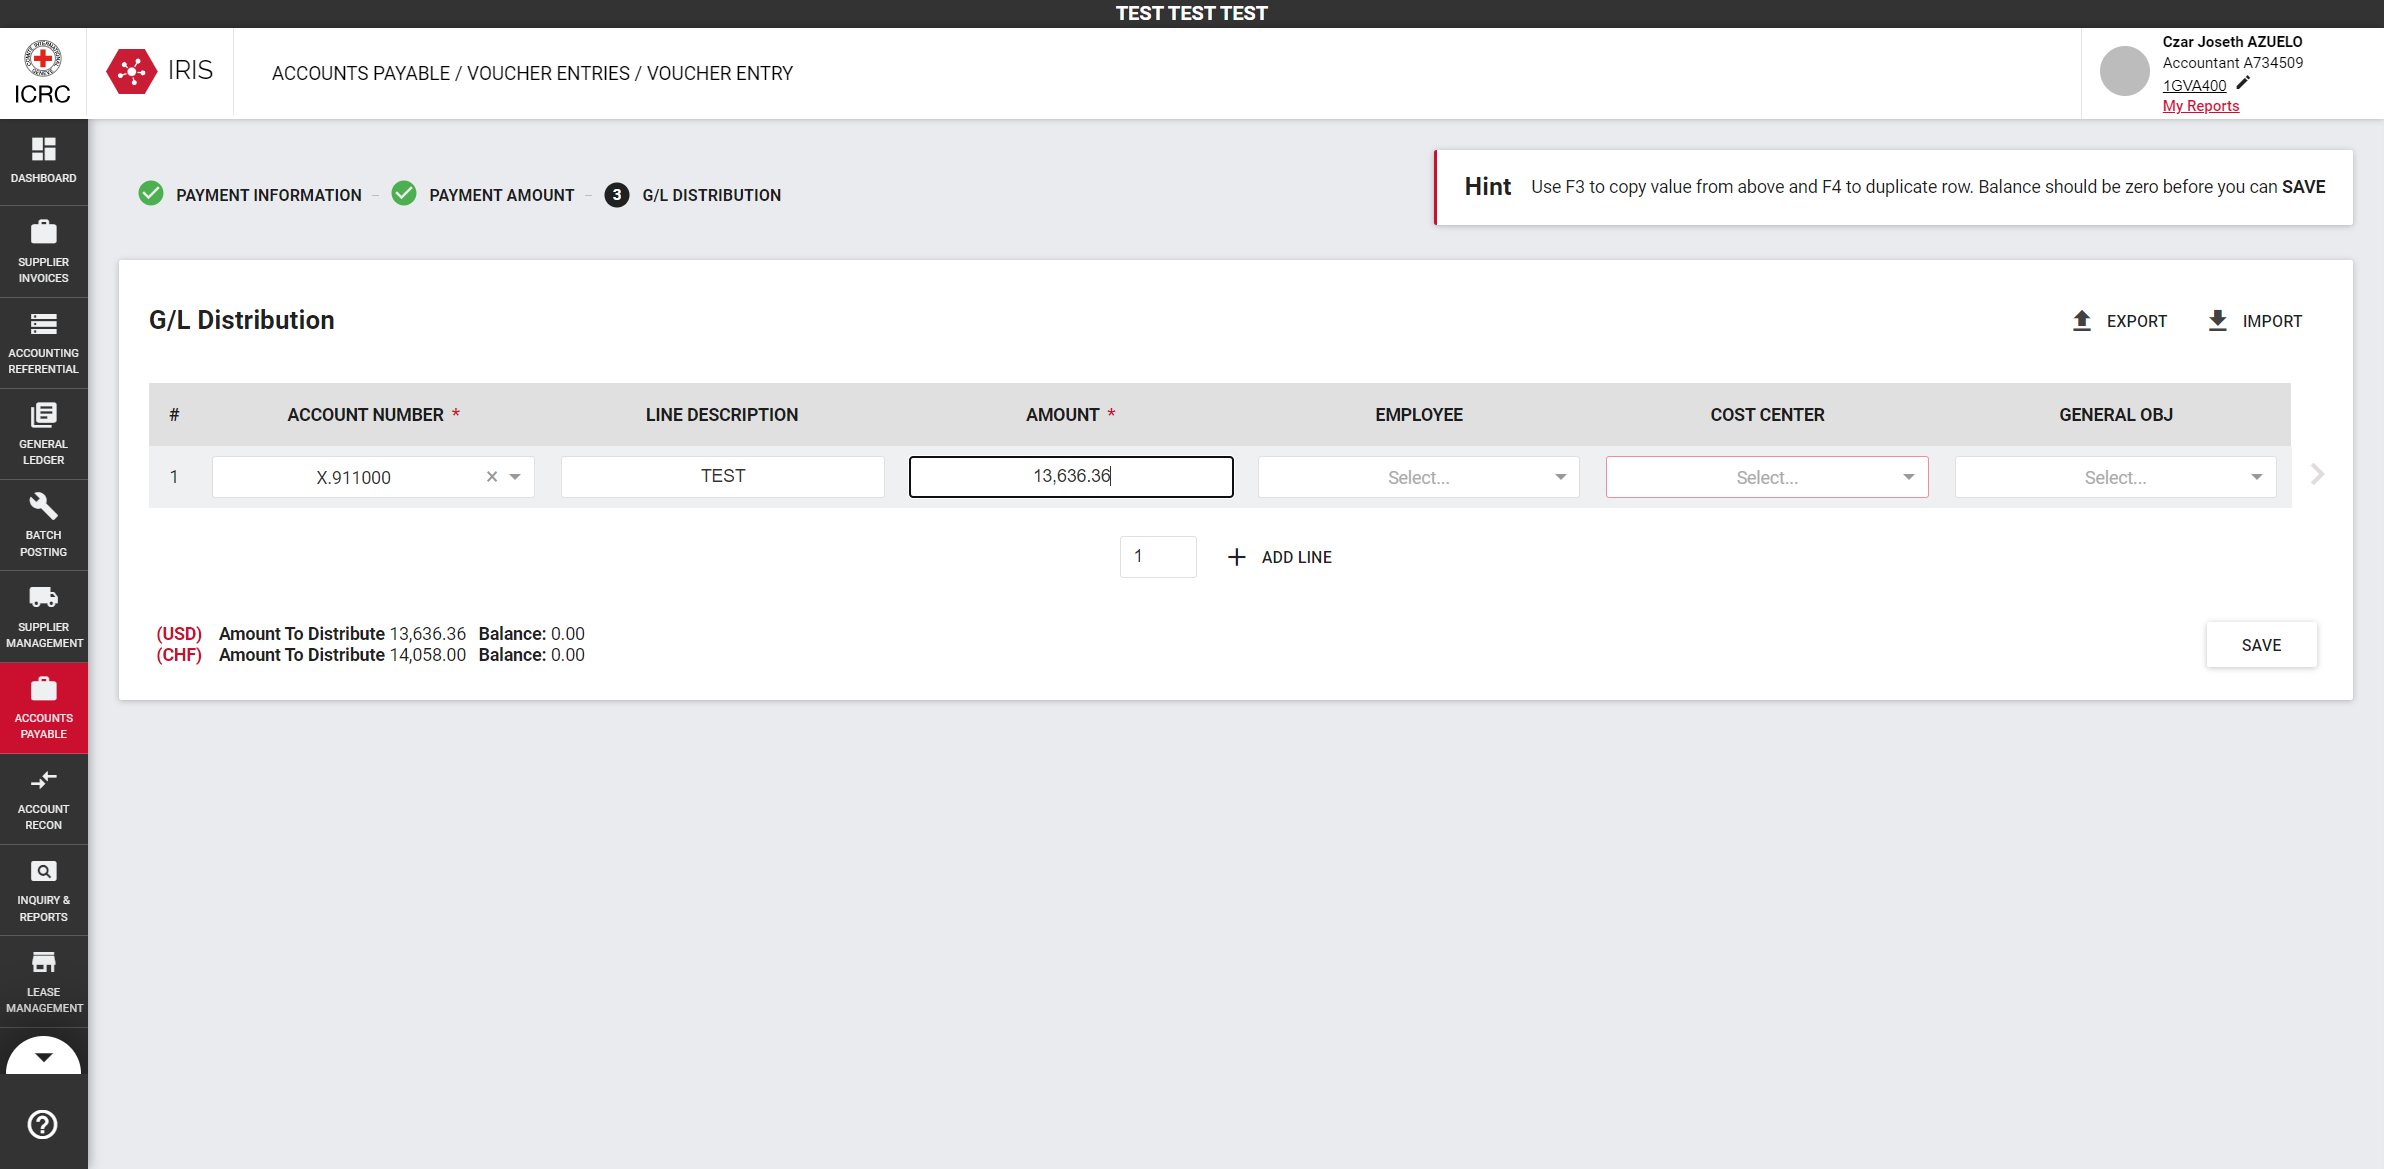 TEST TEST TEST
ICRC
IRIS
ACCOUNTS PAYABLE / VOUCHER ENTRIES / VOUCHER ENTRY
Czar Joseth AZUELO
Accountant A734509
1GVA400
My Reports
DASHBOARD
SUPPLIER
INVOICES
ACCOUNTING
REFERENTIAL
GENERAL
LEDGER
BATCH
POSTING
SUPPLIER
MANAGEMENT
ACCOUNTS
PAYABLE
ACCOUNT
RECON
INQUIRY &
REPORTS
LEASE
MANAGEMENT
PAYMENT INFORMATION – PAYMENT AMOUNT – 3 G/L DISTRIBUTION
Hint Use F3 to copy value from above and F4 to duplicate row. Balance should be zero before you can SAVE
G/L Distribution
EXPORT IMPORT
# ACCOUNT NUMBER * LINE DESCRIPTION AMOUNT * EMPLOYEE COST CENTER GENERAL OBJ
1 X.911000 × TEST 13,636.36 Select... Select... Select...
1 + ADD LINE
(USD) Amount To Distribute 13,636.36 Balance: 0.00
(CHF) Amount To Distribute 14,058.00 Balance: 0.00
SAVE